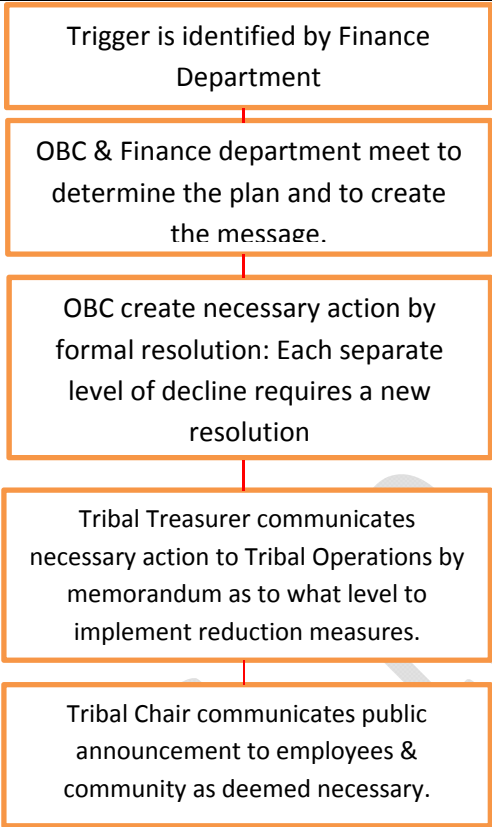 Trigger is identified by Finance
Department
OBC & Finance department meet to
determine the plan and to create
the message.
OBC create necessary action by
formal resolution: Each separate
level of decline requires a new
resolution
Tribal Treasurer communicates
necessary action to Tribal Operations by
memorandum as to what level to
implement reduction measures.
Tribal Chair communicates public
announcement to employees &
community as deemed necessary.